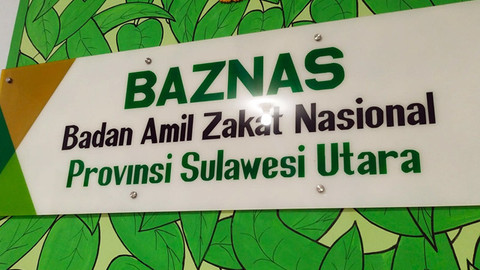 BAZNAS
Badan Amil Zakat Nasional
Provinsi Sulawesi Utara